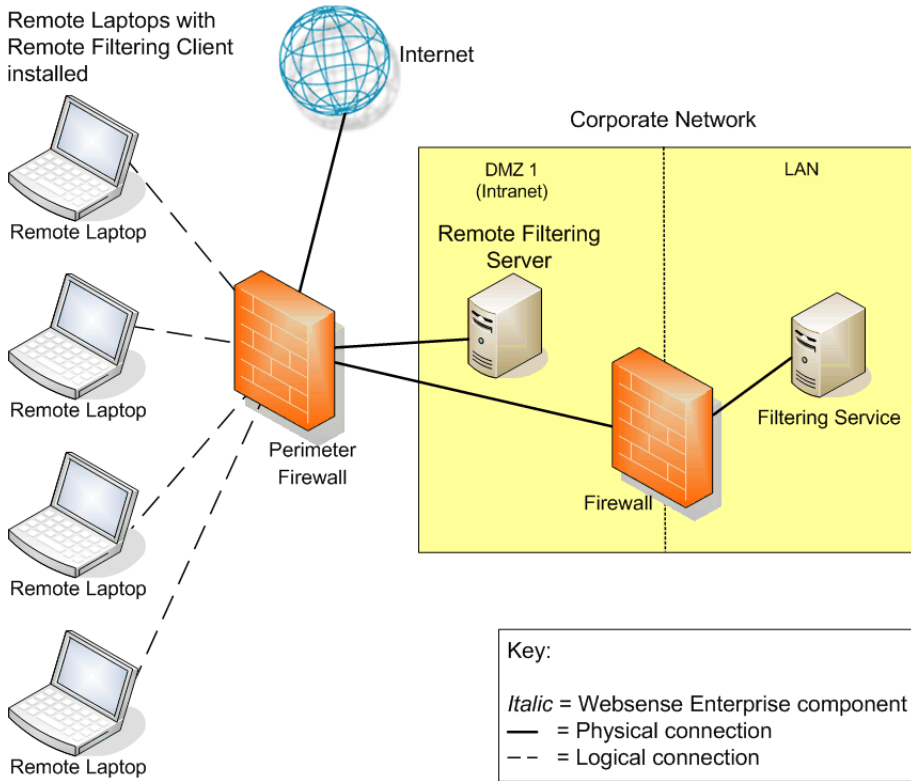 Remote Laptops with
Remote Filtering Client
installed
Internet
Corporate Network
DMZ 1
(Intranet)
LAN
Remote Laptop
Remote Filtering
Server
Remote Laptop
Perimeter
Firewall
Filtering Service
Firewall
Remote Laptop
Remote Laptop
Key:
Italic = Websense Enterprise component
= Physical connection
= Logical connection